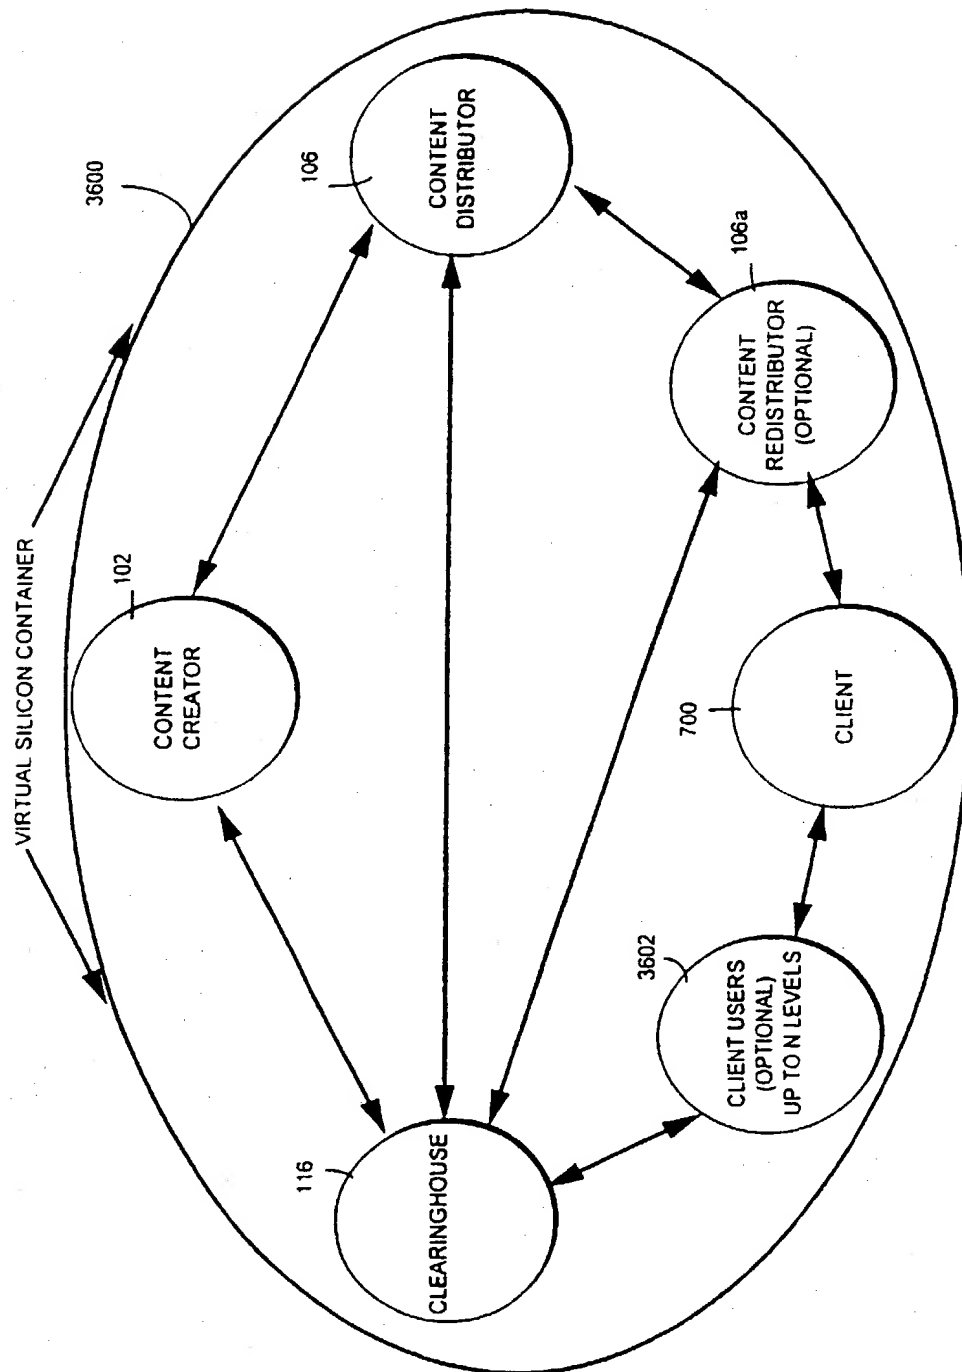 VIRTUAL SILICON CONTAINER
3600
102
CONTENT
CREATOR
116
CLEARINGHOUSE
106
CONTENT
DISTRIBUTOR
3602
CLIENT USERS
(OPTIONAL)
UP TO N LEVELS
700
CLIENT
106a
CONTENT
REDISTRIBUTOR
(OPTIONAL)